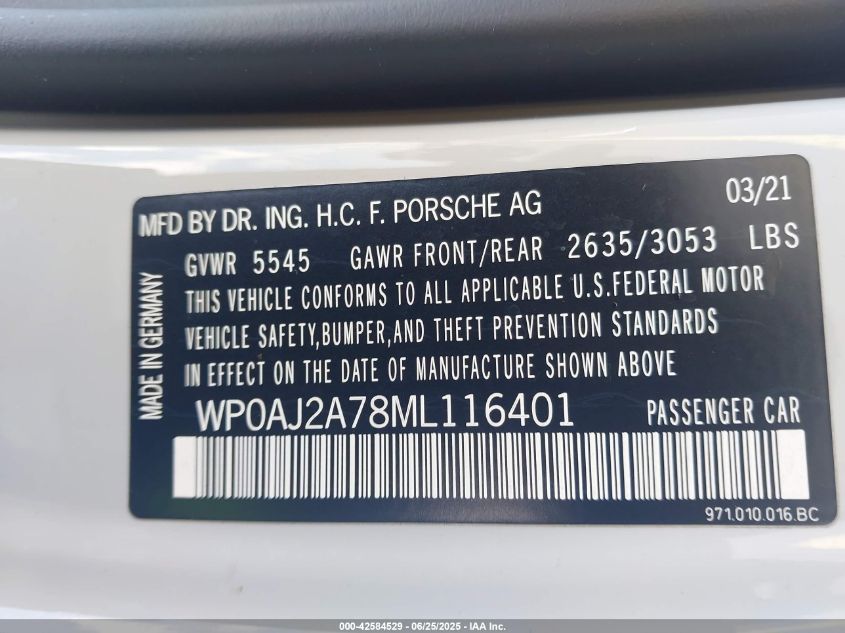 MFD BY DR. ING. H.C. F. PORSCHE AG 03/21
GVWR 5545 GAWR FRONT/REAR 2635/3053 LBS
THIS VEHICLE CONFORMS TO ALL APPLICABLE U.S.FEDERAL MOTOR
VEHICLE SAFETY,BUMPER,AND THEFT PREVENTION STANDARDS
IN EFFECT ON THE DATE OF MANUFACTURE SHOWN ABOVE
MADE IN GERMANY
WP0AJ2A78ML116401 PASSENGER CAR
971.010.016.BC
000-42584529 - 06/25/2025 - IAA Inc.